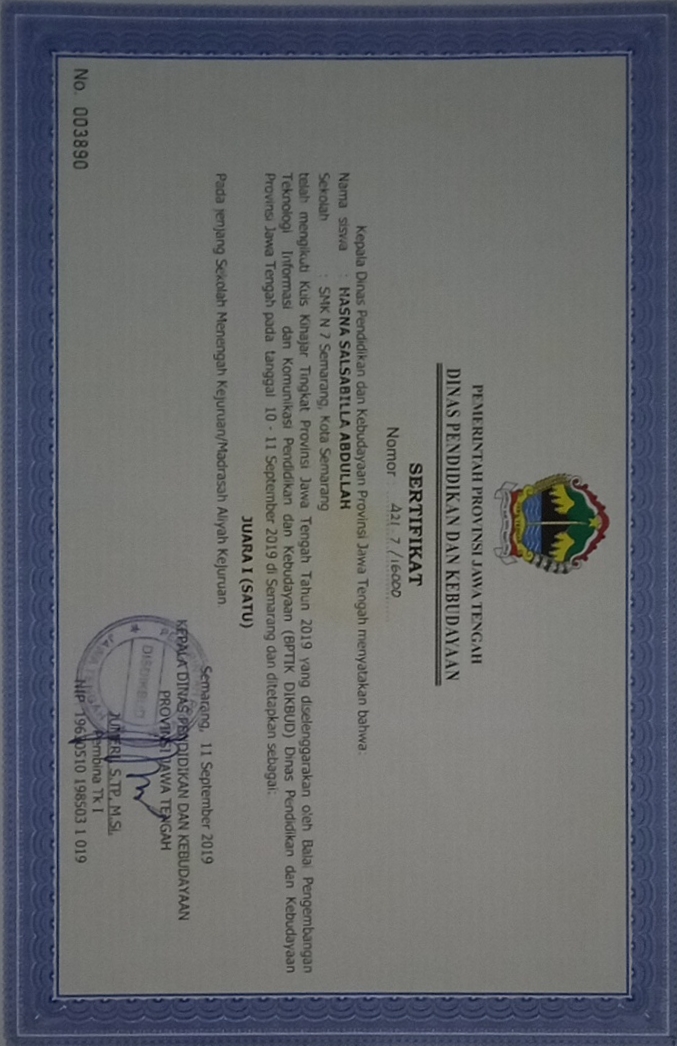 JAWA TENGAH
PEMERINTAH PROVINSI JAWA TENGAH
DINAS PENDIDIKAN DAN KEBUDAYAAN
SERTIFIKAT
Nomor 421.7/16000
Kepala Dinas Pendidikan dan Kebudayaan Provinsi Jawa Tengah menyatakan bahwa:
Nama siswa : HASNA SALSABILLA ABDULLAH
Sekolah : SMK N 7 Semarang, Kota Semarang
telah mengikuti Kuis Kihajar Tingkat Provinsi Jawa Tengah Tahun 2019 yang diselenggarakan oleh Balai Pengembangan
Teknologi Informasi dan Komunikasi Pendidikan dan Kebudayaan (BPTIK DIKBUD) Dinas Pendidikan dan Kebudayaan
Provinsi Jawa Tengah pada tanggal 10 - 11 September 2019 di Semarang dan ditetapkan sebagai:
JUARA I (SATU)
Pada jenjang Sekolah Menengah Kejuruan/Madrasah Aliyah Kejuruan.
Semarang, 11 September 2019
KEPALA DINAS PENDIDIKAN DAN KEBUDAYAAN
PROVINSI JAWA TENGAH
DISDIKBUD
JAWA TENGAH
JUMERI, S.TP, M.Si.
Pembina Tk I
NIP. 19630510 198503 1 019
No. 003890